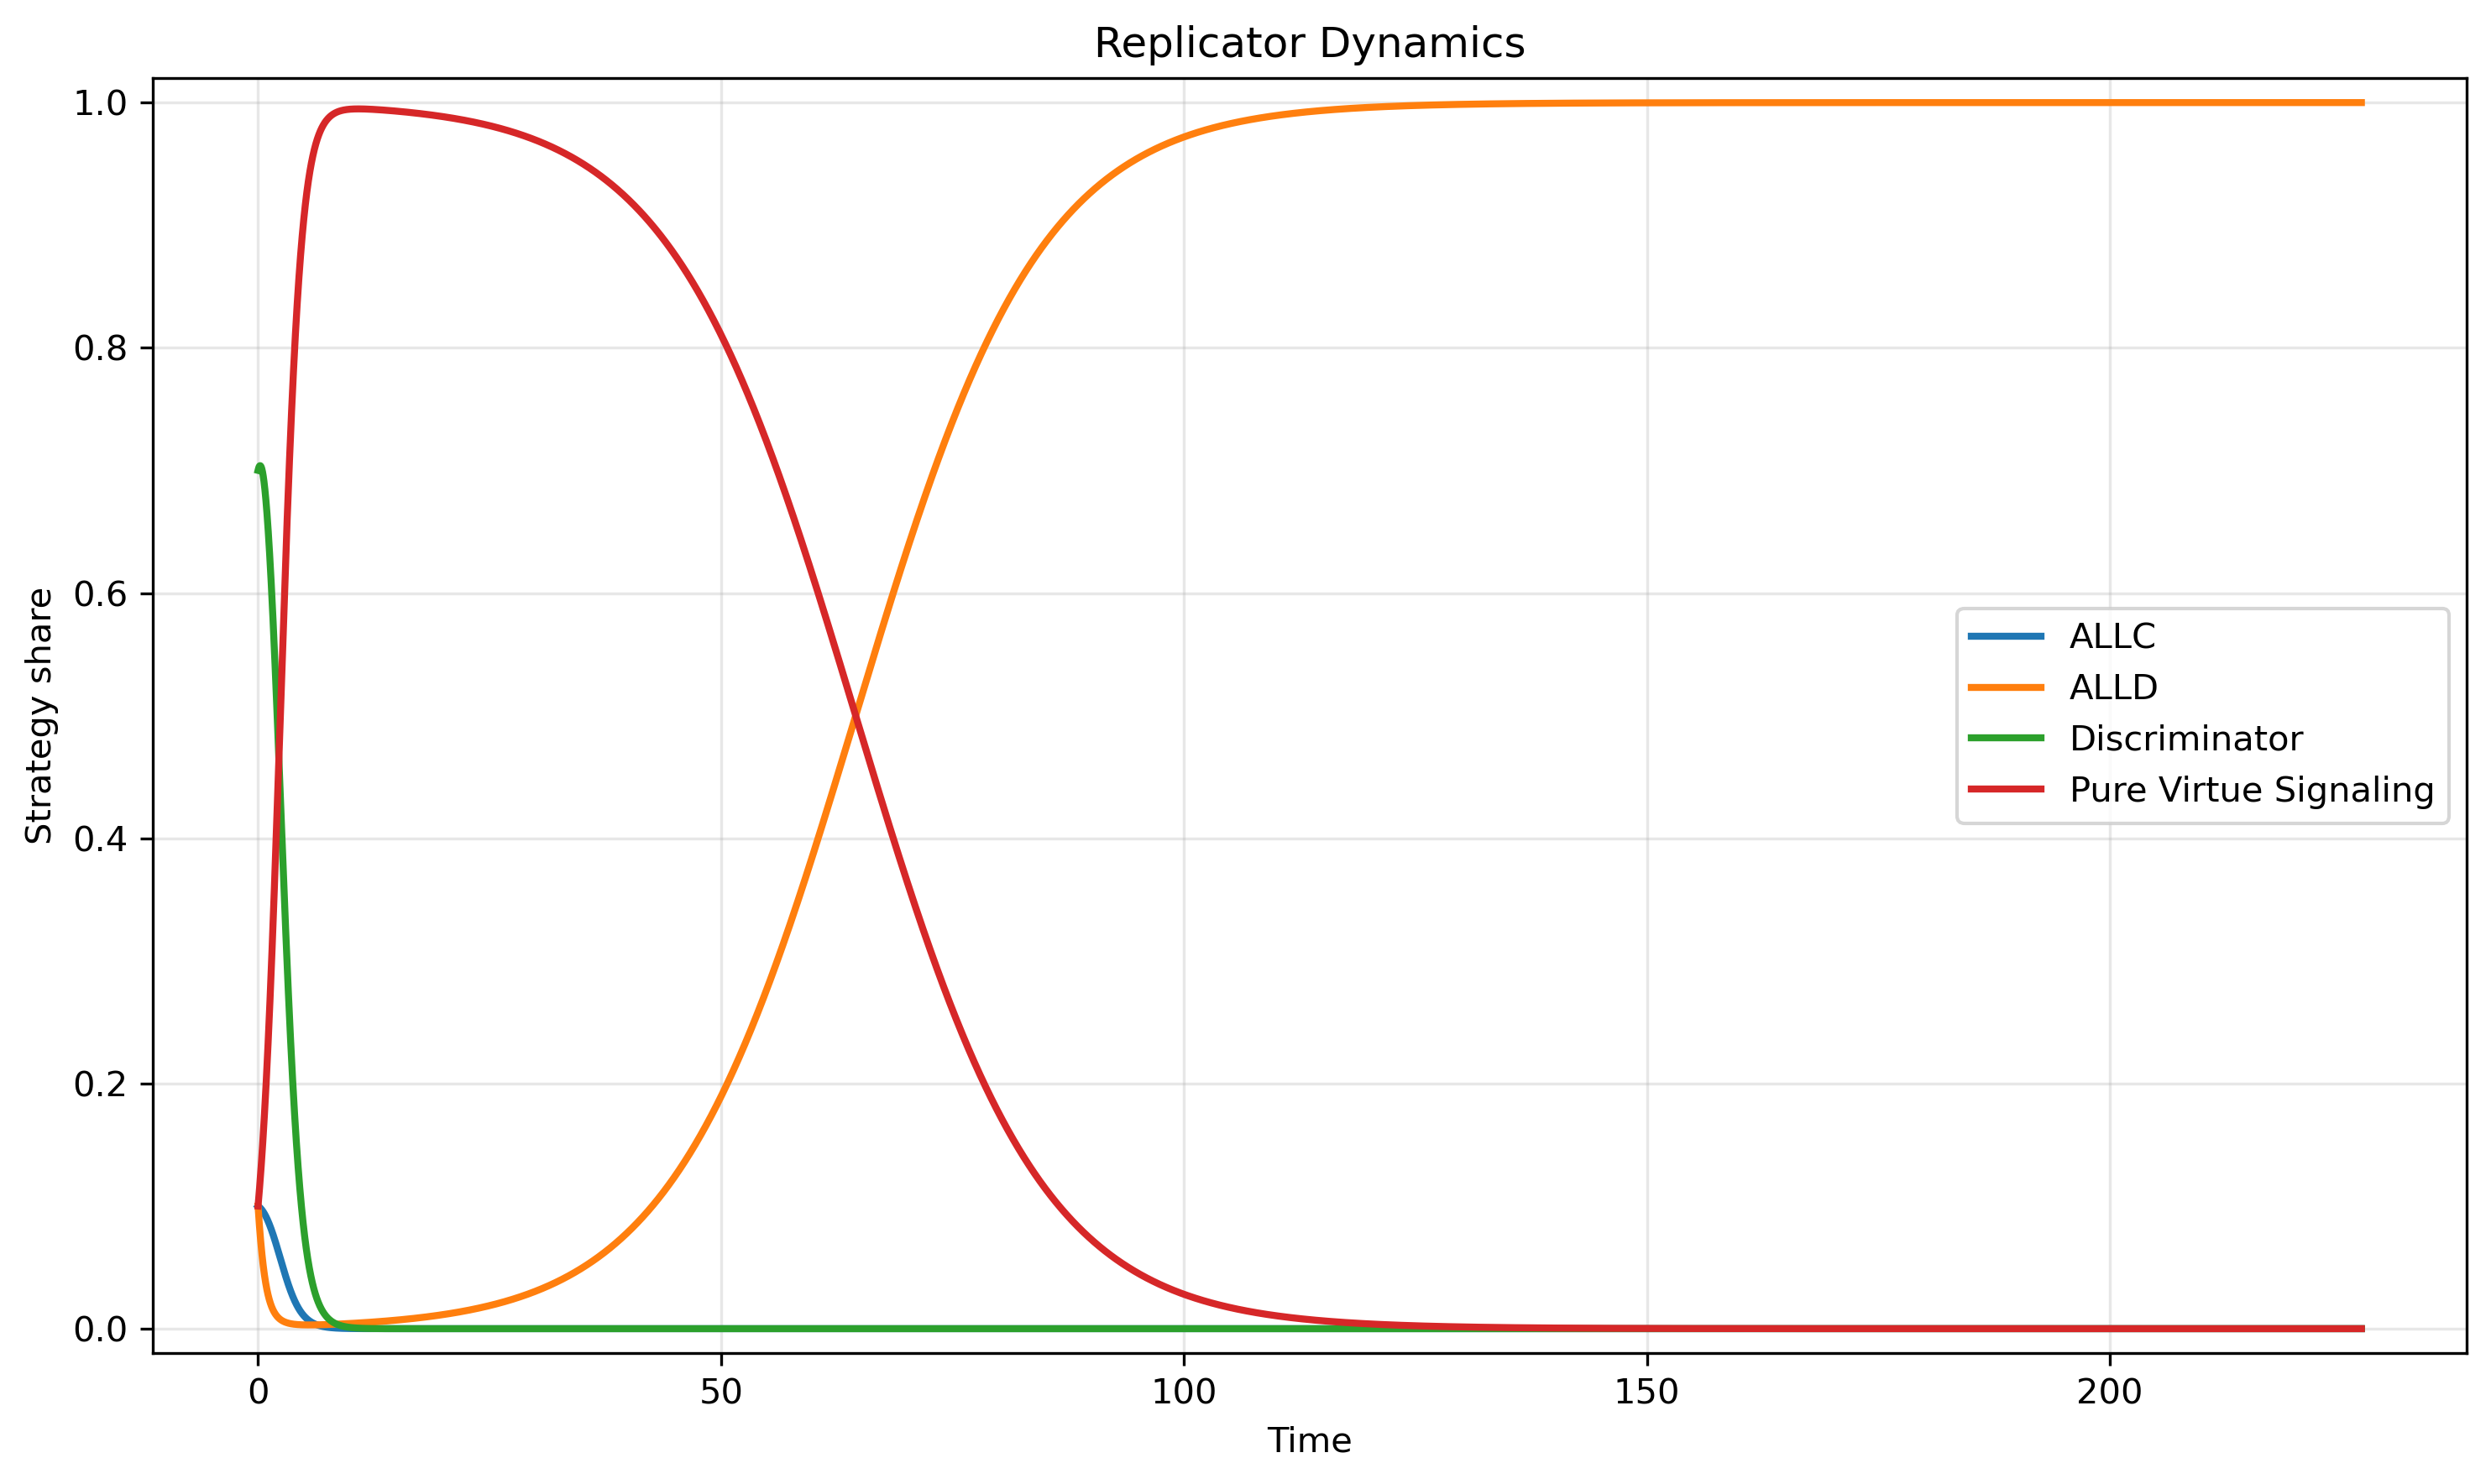 Replicator Dynamics
Strategy share
1.0
0.8
0.6
0.4
0.2
0.0
ALLC
ALLD
Discriminator
Pure Virtue Signaling
0
50
100
150
200
Time